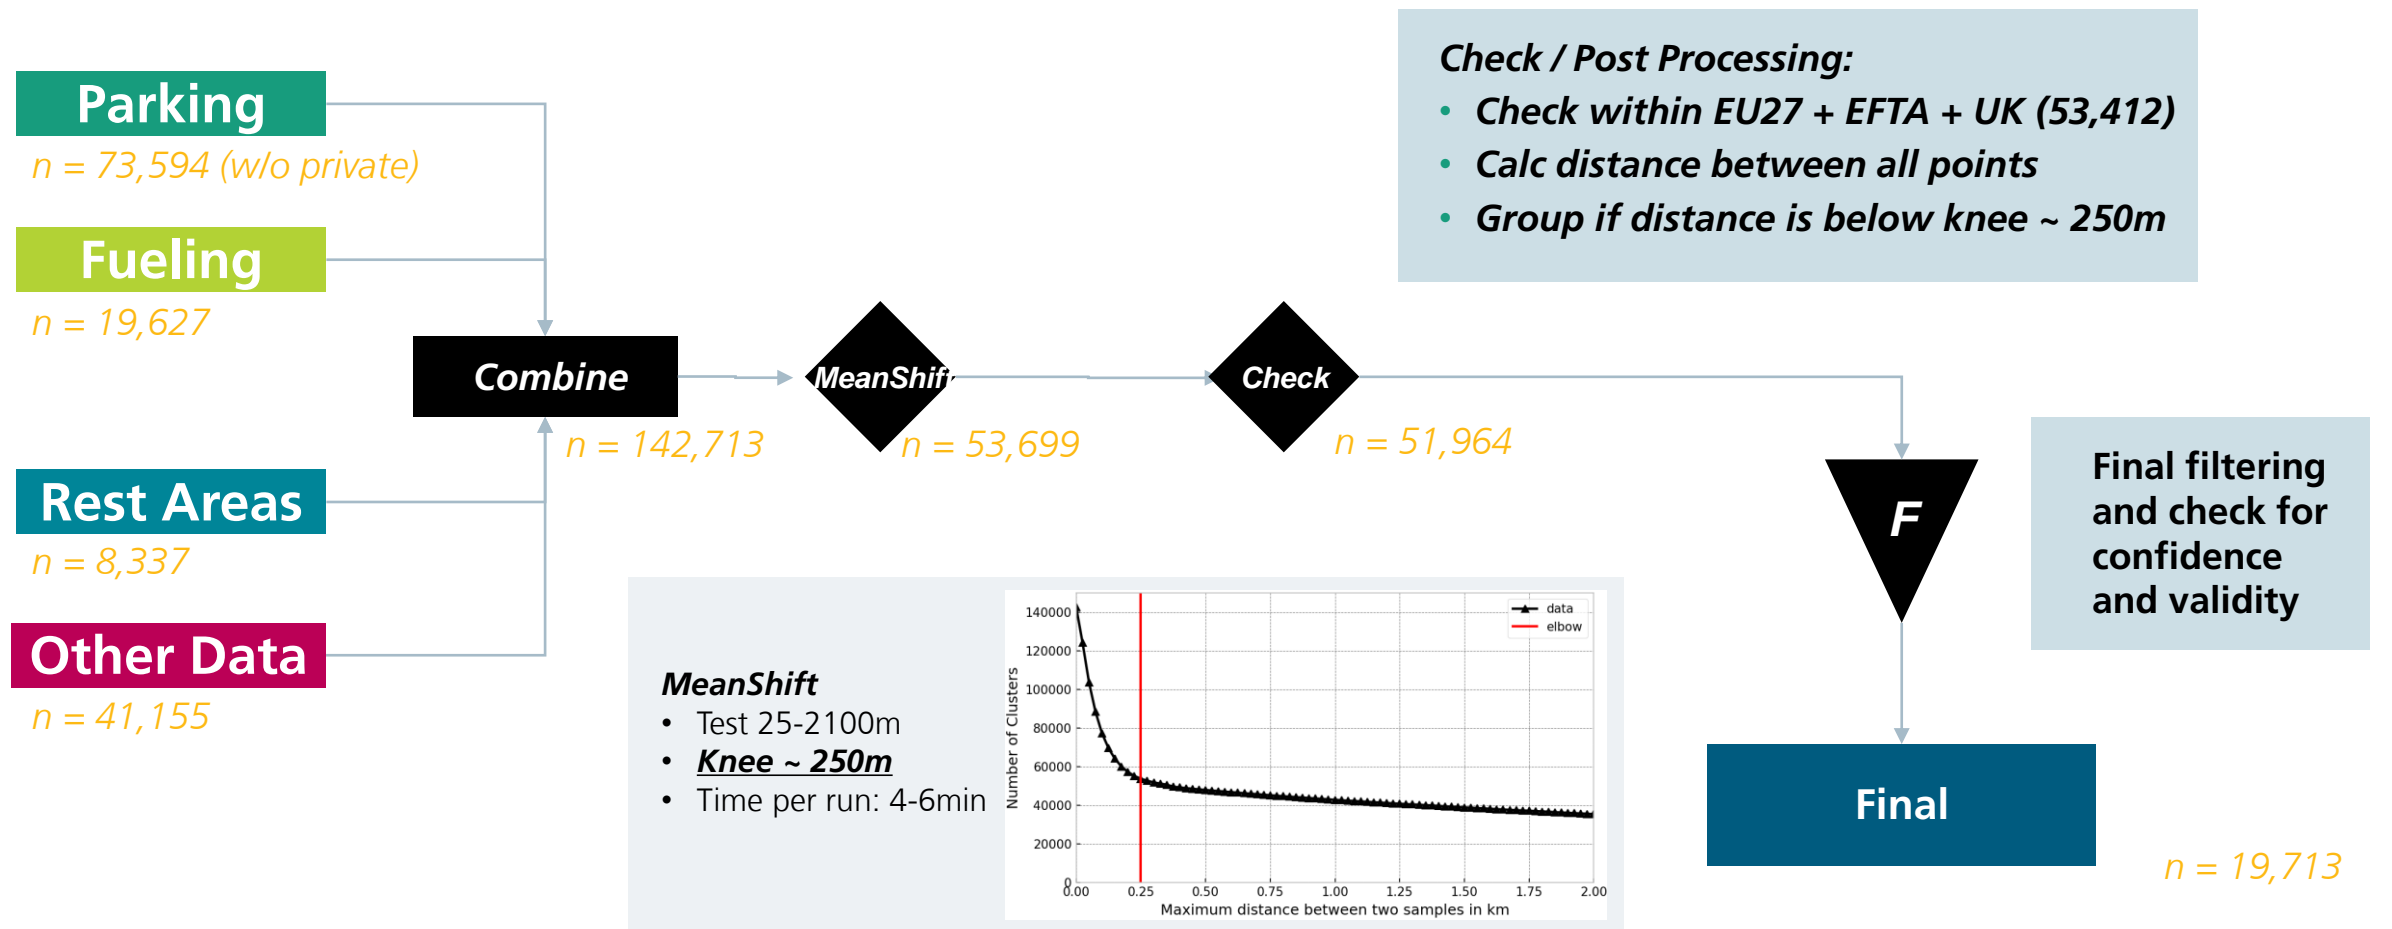 Parking
n = 73,594 (w/o private)
Fueling
n = 19,627
Rest Areas
n = 8,337
Other Data
n = 41,155
Combine
n = 142,713
MeanShift
n = 53,699
Check
n = 51,964
Check / Post Processing:
• Check within EU27 + EFTA + UK (53,412)
• Calc distance between all points
• Group if distance is below knee ~ 250m
F
Final filtering
and check for
confidence
and validity
Final
n = 19,713
MeanShift
• Test 25-2100m
• Knee ~ 250m
• Time per run: 4-6min
Number of Clusters
140000
120000
100000
80000
60000
40000
20000
0
data
elbow
0.00 0.25 0.50 0.75 1.00 1.25 1.50 1.75 2.00
Maximum distance between two samples in km